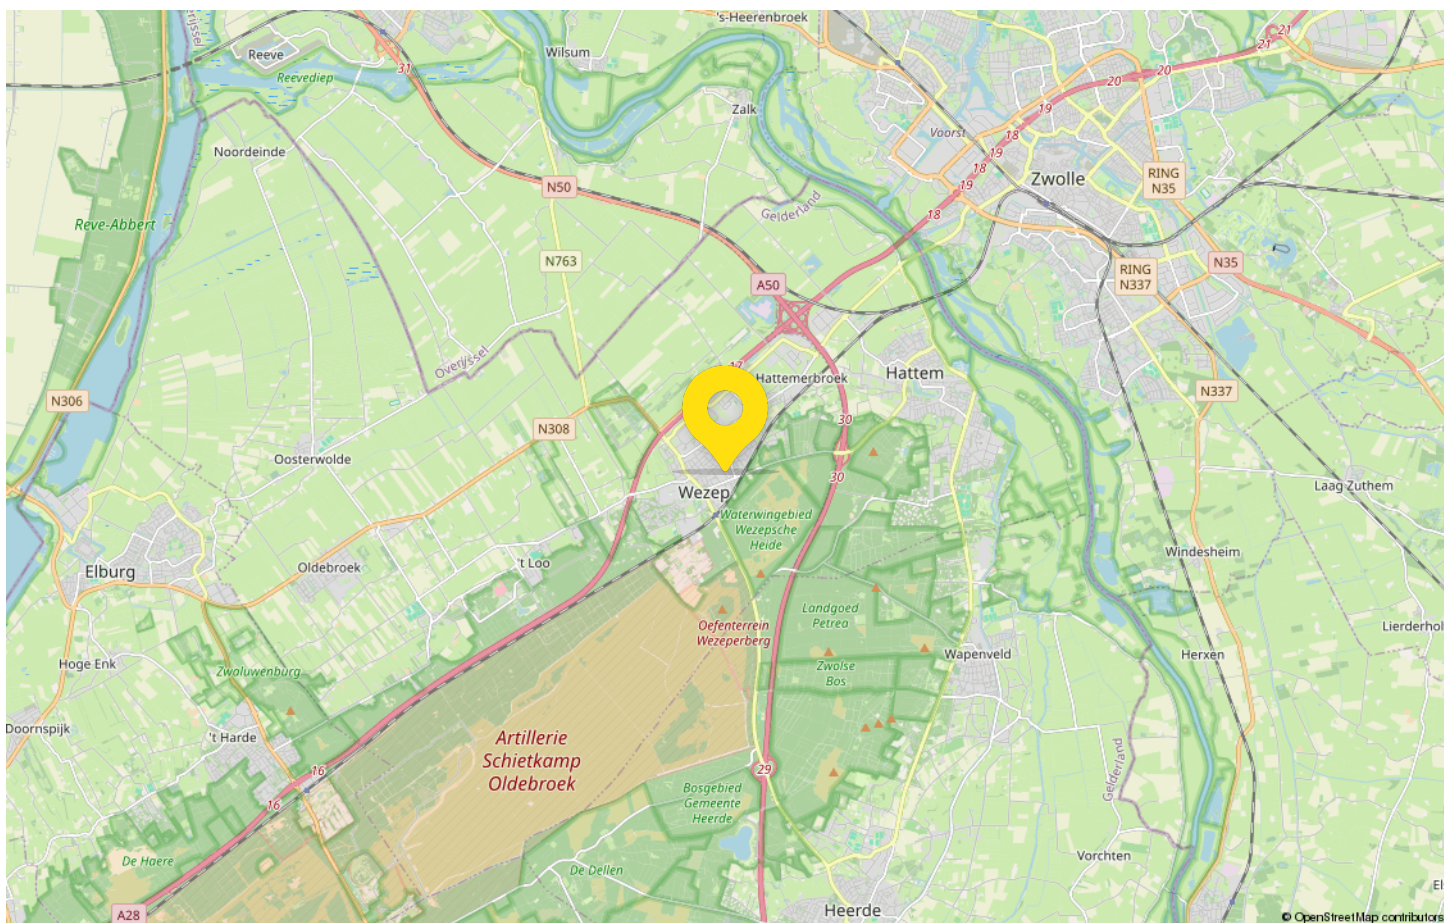 's-Heerenbroek
Overijssel
Reeve
Wilsum
21
21
31
Reevediep
20
20
Zalk
19
Voorst
18
Noordeinde
19
18
Zwolle
RING
N35
19
N50
18
Gelderland
Reve-Abbert
N763
N35
RING
N337
A50
Overijssel
17
Hattemerbroek
Hattem
N337
N306
30
N308
Oosterwolde
30
Wezep
Laag Zuthem
Waterwingebied
Wezepsche
Heide
Windesheim
Elburg
Oldebroek
't Loo
Landgoed
Petrea
Oefenterrein
Wezeperberg
Lierderhol
Hoge Enk
Zwaluwenburg
Zwolse
Bos
Wapenveld
Herxen
Doornspijk
't Harde
Artillerie
Schietkamp
Oldebroek
16
29
Gelderland
16
Bosgebied
Gemeente
Heerde
De Haere
De Dellen
Vorchten
El
A28
Heerde
© OpenStreetMap contributors